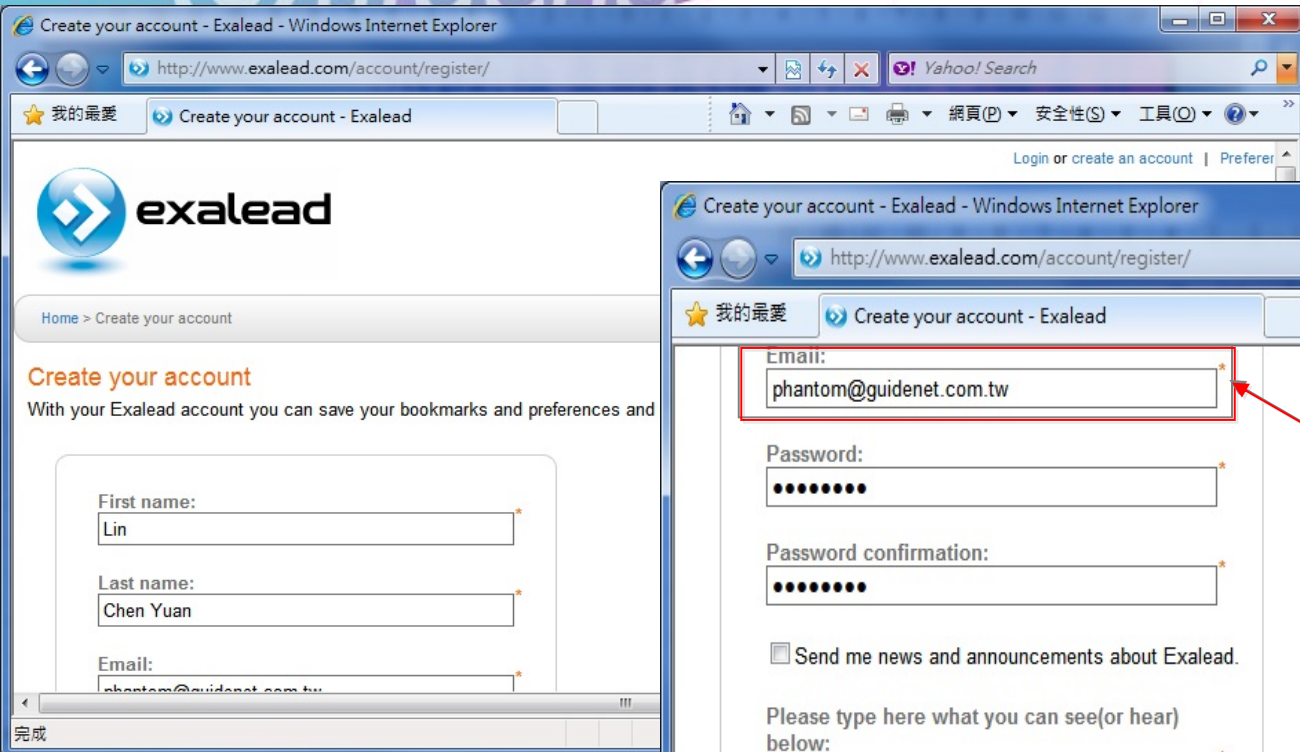 Create your account - Exalead - Windows Internet Explorer
http://www.exalead.com/account/register/
Yahoo! Search
我的最愛
Create your account - Exalead
網頁(P)
安全性(S)
工具(O)
Login or create an account | Preferer
exalead
Home > Create your account
Create your account
With your Exalead account you can save your bookmarks and preferences and
First name:
Lin
*
Last name:
Chen Yuan
*
Email:
phantom@guidenet.com.tw
*
完成
Create your account - Exalead - Windows Internet Explorer
http://www.exalead.com/account/register/
我的最愛
Create your account - Exalead
Email:
phantom@guidenet.com.tw
*
Password:
••••••••
*
Password confirmation:
••••••••
*
Send me news and announcements about Exalead.
Please type here what you can see(or hear)
below: